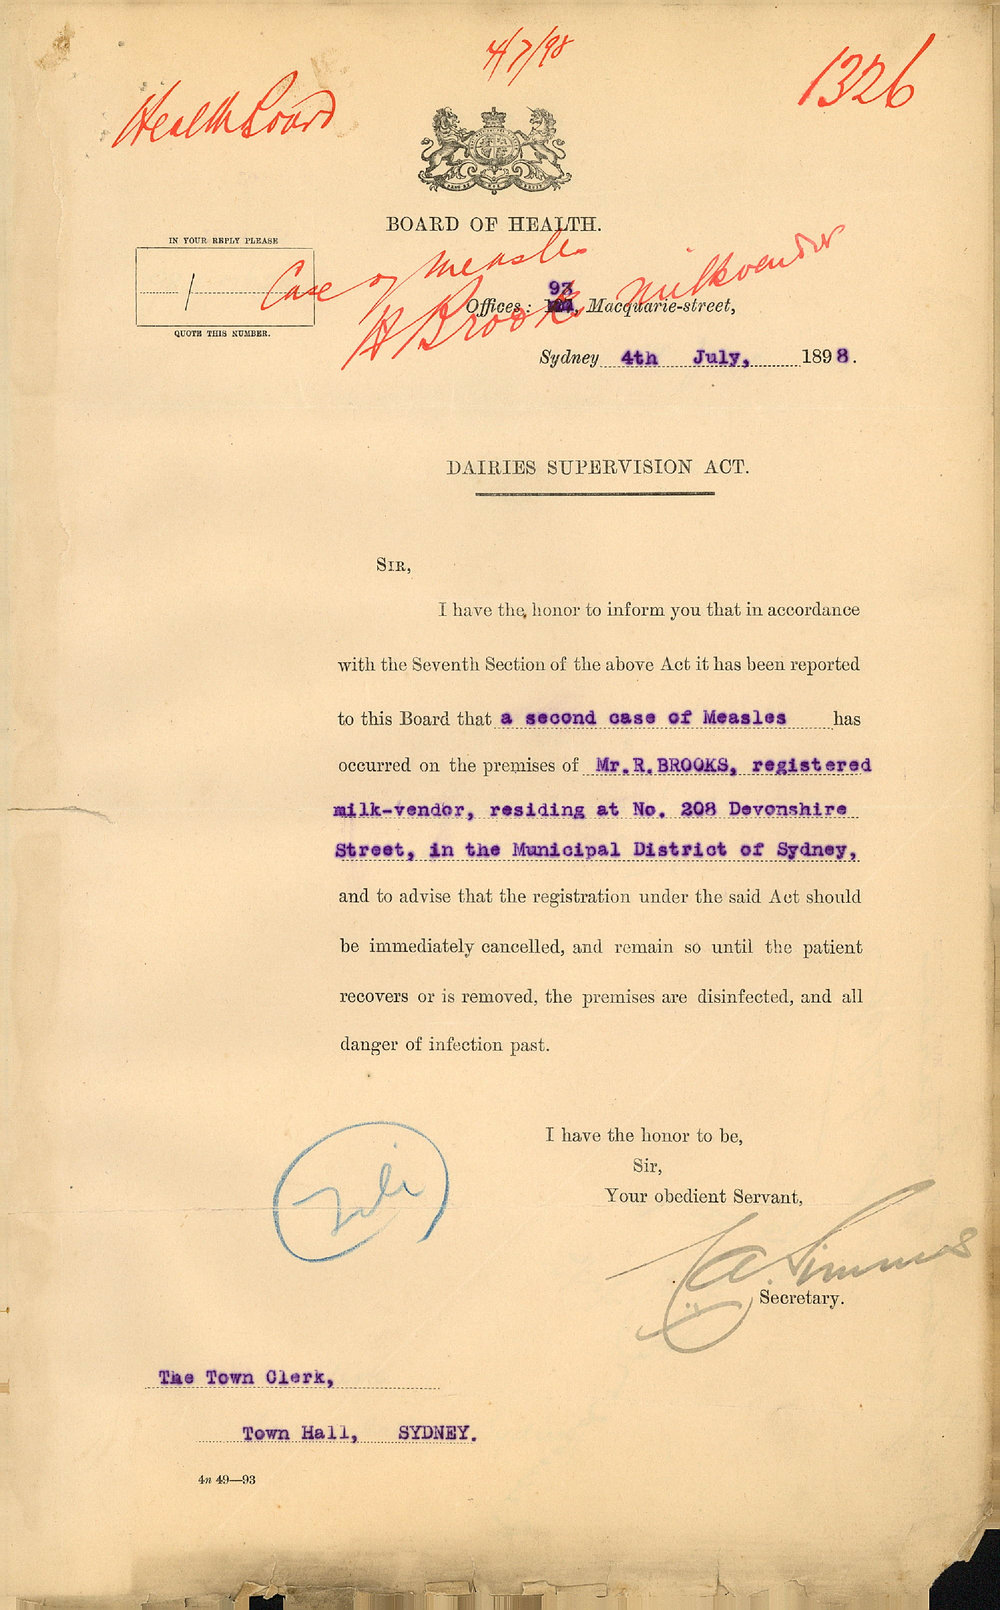 4/7/98
1326
Health Board
BOARD OF HEALTH.
IN YOUR REPLY PLEASE
QUOTE THIS NUMBER.
Case of measles
Brooks milkvendor
93
Offices: Macquarie-street,
Sydney 4th July, 1898.
DAIRIES SUPERVISION ACT.
SIR,
I have the honor to inform you that in accordance
with the Seventh Section of the above Act it has been reported
to this Board that a second case of Measles has
occurred on the premises of Mr.R.BROOKS, registered
milk-vendor, residing at No. 208 Devonshire
Street, in the Municipal District of Sydney,
and to advise that the registration under the said Act should
be immediately cancelled, and remain so until the patient
recovers or is removed, the premises are disinfected, and all
danger of infection past.
I have the honor to be,
Sir,
Your obedient Servant,
Simmons
Secretary.
The Town Clerk,
Town Hall, SYDNEY.
4n 49—93